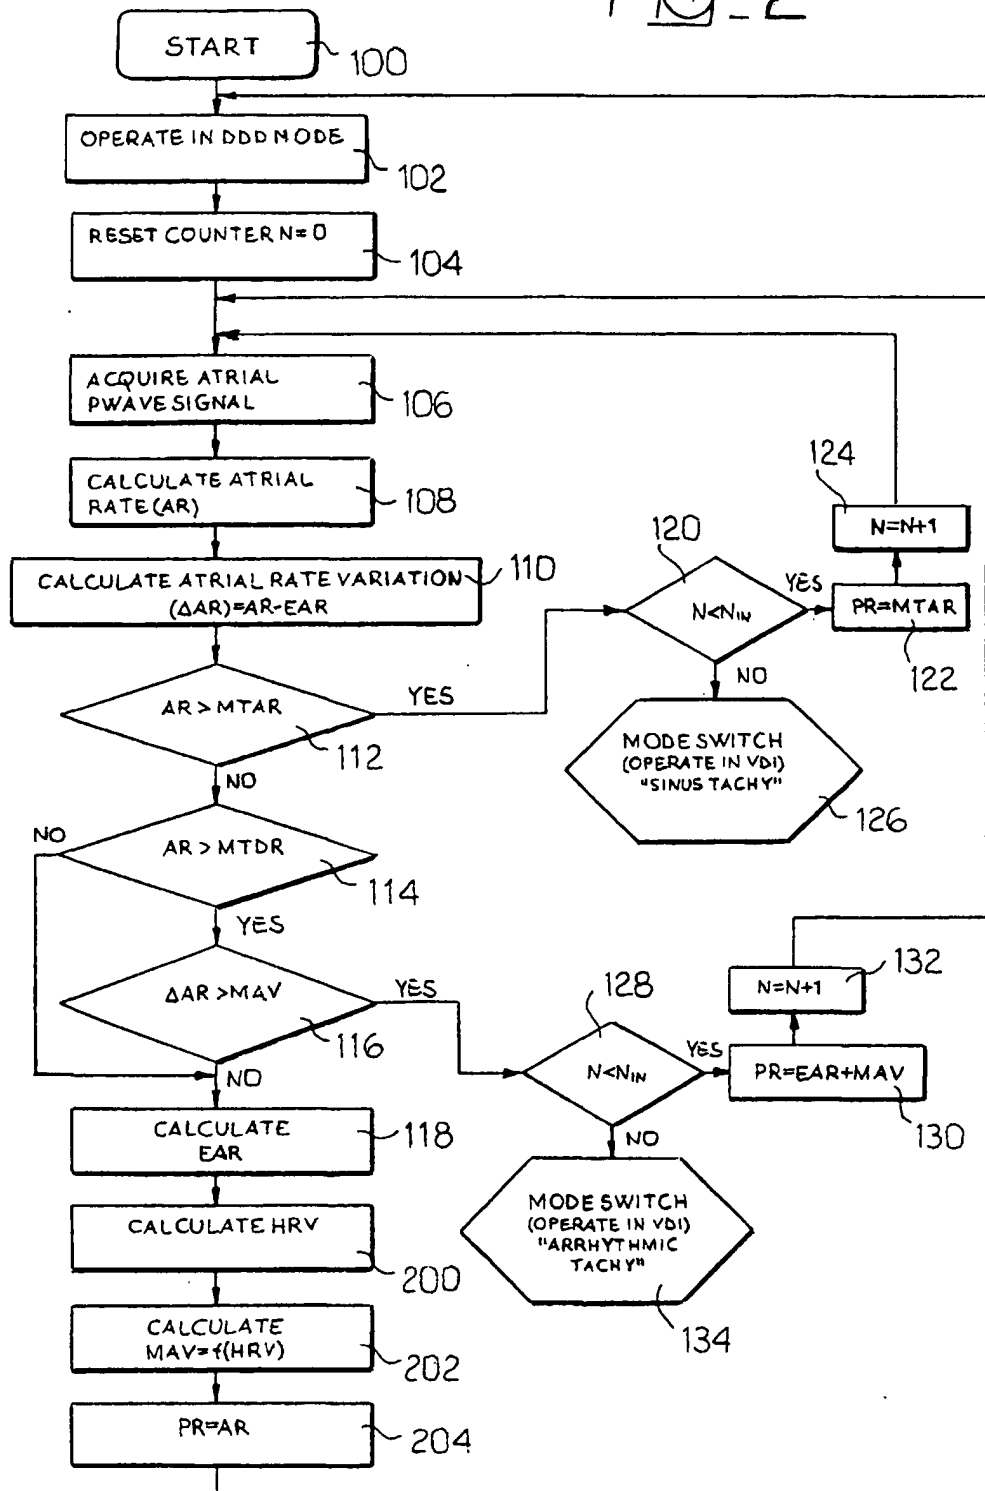 FIG_2
START
100
OPERATE IN DDD MODE
102
RESET COUNTER N=0
104
ACQUIRE ATRIAL
PWAVE SIGNAL
106
CALCULATE ATRIAL
RATE(AR)
108
CALCULATE ATRIAL RATE VARIATION
(ΔAR)=AR-EAR
110
AR>MTAR
112
YES
NO
120
N<NIN
YES
NO
PR=MTAR
122
124
N=N+1
MODE SWITCH
(OPERATE IN VDI)
"SINUS TACHY"
126
AR>MTDR
114
NO
YES
ΔAR>MAV
116
YES
NO
128
N<NIN
YES
NO
PR=EAR+MAV
130
N=N+1
132
MODE SWITCH
(OPERATE IN VDI)
"ARRHYTHMIC
TACHY"
134
CALCULATE
EAR
118
CALCULATE HRV
200
CALCULATE
MAV=f(HRV)
202
PR=AR
204